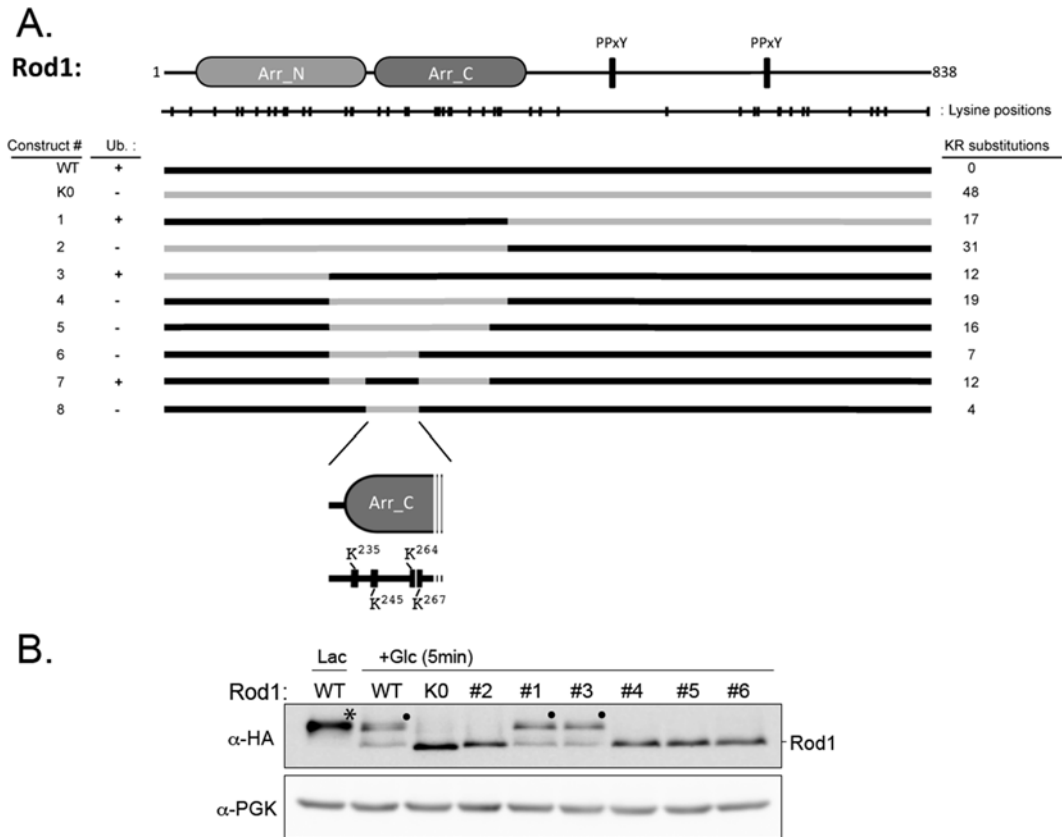 A.
PPxY PPxY
Rod1: 1 Arr_N Arr_C 838
: Lysine positions
Construct # Ub. : KR substitutions
WT + 0
K0 - 48
1 + 17
2 - 31
3 + 12
4 - 19
5 - 16
6 - 7
7 + 12
8 - 4
Arr_C
K235 K264
K245 K267
B.
Lac +Glc (5min)
Rod1: WT WT K0 #2 #1 #3 #4 #5 #6
α-HA * • • • -Rod1
α-PGK